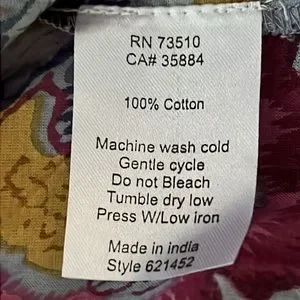 RN 73510
CA# 35884
100% Cotton
Machine wash cold
Gentle cycle
Do not Bleach
Tumble dry low
Press W/Low iron
Made in india
Style 621452